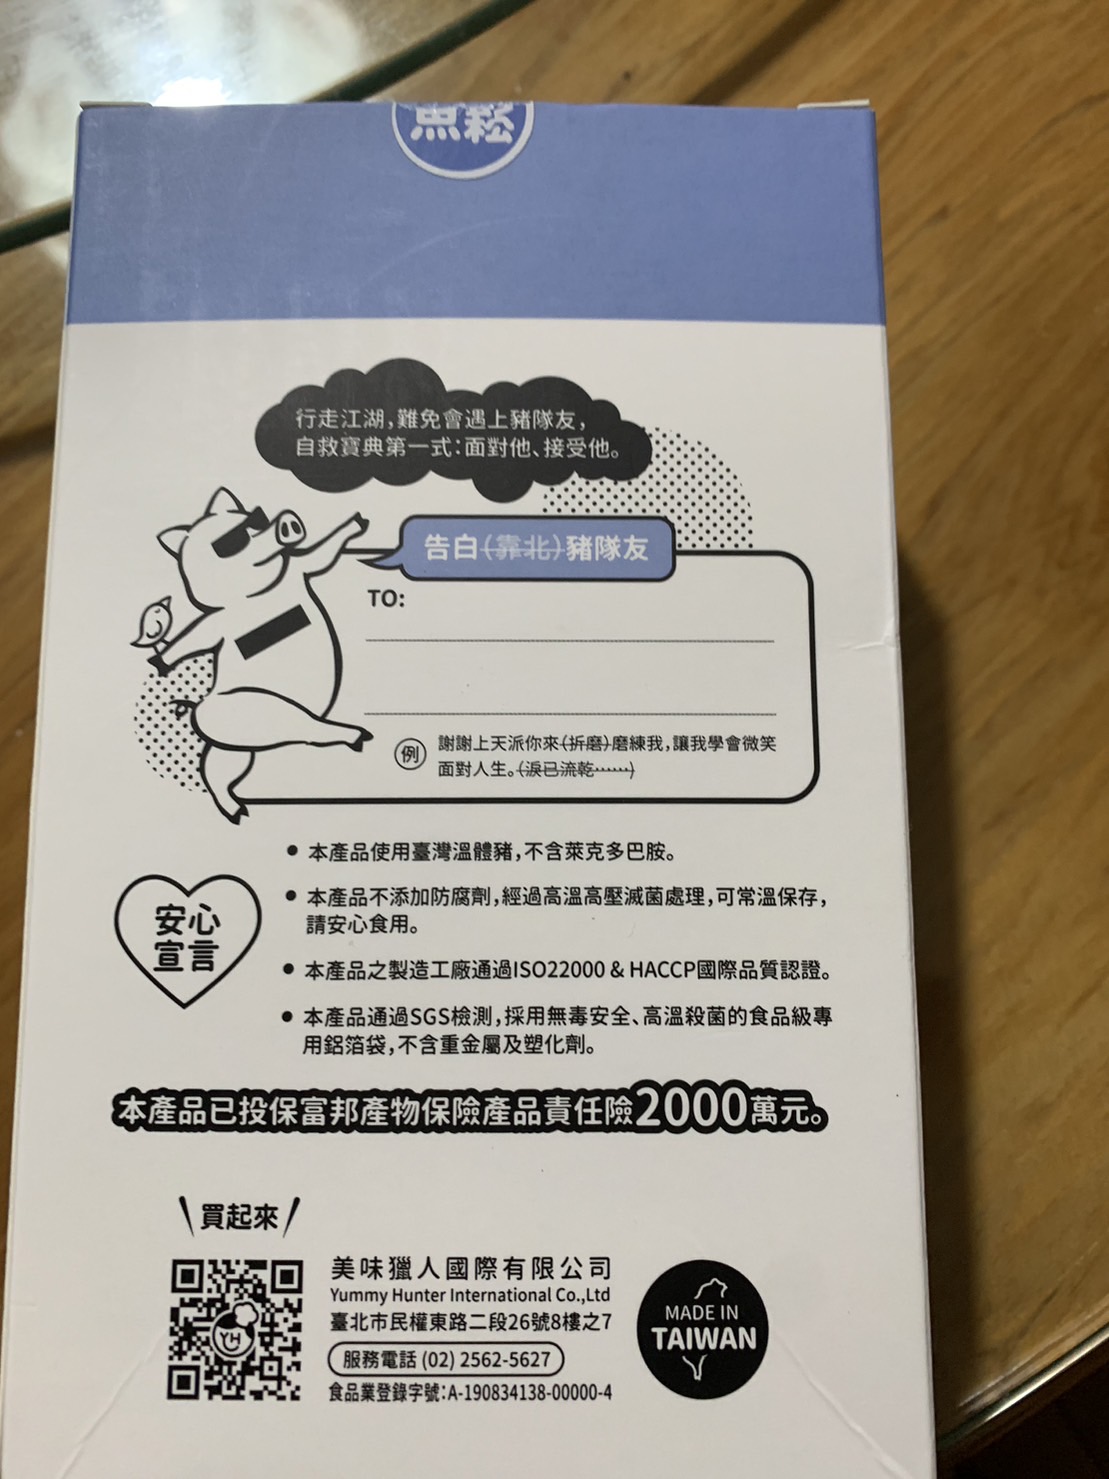 魚鬆
行走江湖,難免會遇上豬隊友,
自救寶典第一式:面對他、接受他。
告白(靠北)豬隊友
TO:
例
謝謝上天派你來(折磨)磨練我,讓我學會微笑
面對人生。(淚已流乾……)
安心
宣言
• 本產品使用臺灣溫體豬,不含萊克多巴胺。
• 本產品不添加防腐劑,經過高溫高壓滅菌處理,可常溫保存,
請安心食用。
• 本產品之製造工廠通過ISO22000 & HACCP國際品質認證。
• 本產品通過SGS檢測,採用無毒安全、高溫殺菌的食品級專
用鋁箔袋,不含重金屬及塑化劑。
本產品已投保富邦產物保險產品責任險2000萬元。
\買起來/
YH
美味獵人國際有限公司
Yummy Hunter International Co.,Ltd
臺北市民權東路二段26號8樓之7
服務電話 (02) 2562-5627
食品業登錄字號:A-190834138-00000-4
MADE IN
TAIWAN